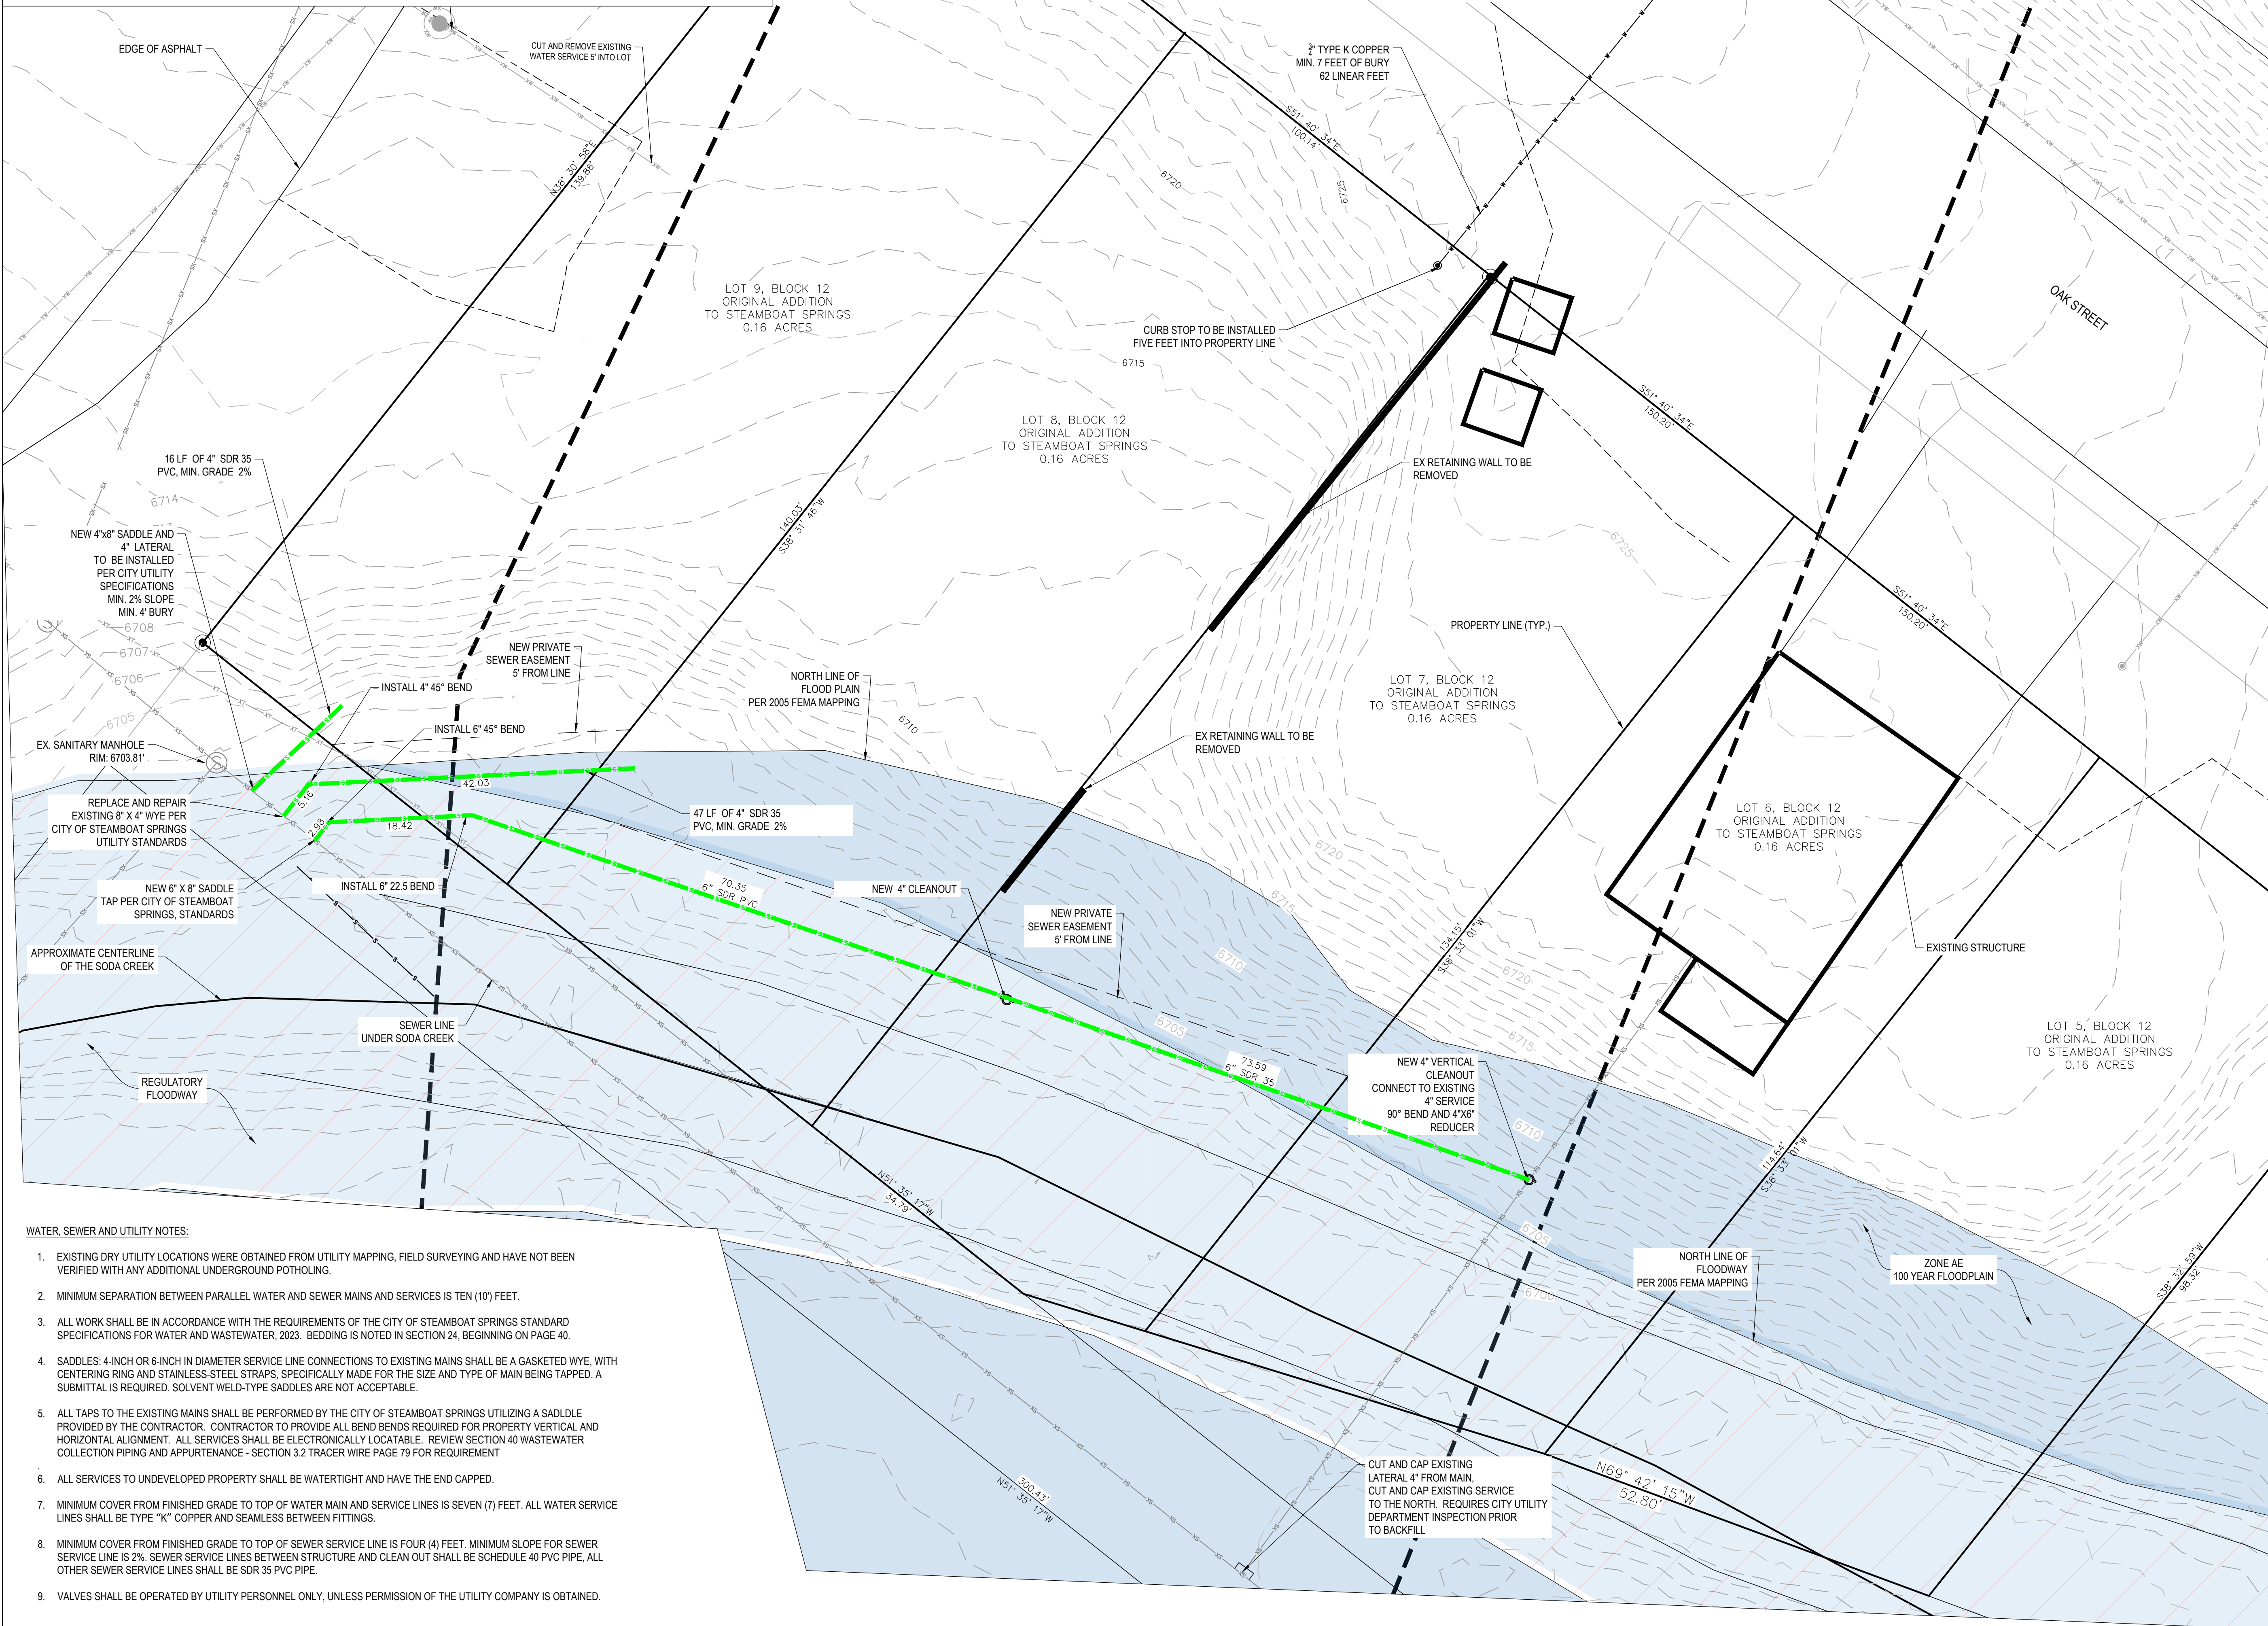 EDGE OF ASPHALT
CUT AND REMOVE EXISTING
WATER SERVICE 5' INTO LOT
N38° 30' 58"E
139.88'
3/4" TYPE K COPPER
MIN. 7 FEET OF BURY
62 LINEAR FEET
S51° 40' 34"E
100.14'
6720
6725
LOT 9, BLOCK 12
ORIGINAL ADDITION
TO STEAMBOAT SPRINGS
0.16 ACRES
CURB STOP TO BE INSTALLED
FIVE FEET INTO PROPERTY LINE
6715
OAK STREET
S51° 40' 34"E
150.20'
LOT 8, BLOCK 12
ORIGINAL ADDITION
TO STEAMBOAT SPRINGS
0.16 ACRES
EX RETAINING WALL TO BE
REMOVED
16 LF OF 4" SDR 35
PVC, MIN. GRADE 2%
6714
140.03'
S38° 31' 46"W
6725
NEW 4"x8" SADDLE AND
4" LATERAL
TO BE INSTALLED
PER CITY UTILITY
SPECIFICATIONS
MIN. 2% SLOPE
MIN. 4' BURY
6708
6707
6706
6705
S51° 40' 34"E
150.20'
PROPERTY LINE (TYP.)
NEW PRIVATE
SEWER EASEMENT
5' FROM LINE
NORTH LINE OF
FLOOD PLAIN
PER 2005 FEMA MAPPING
INSTALL 4" 45° BEND
INSTALL 6" 45° BEND
6710
LOT 7, BLOCK 12
ORIGINAL ADDITION
TO STEAMBOAT SPRINGS
0.16 ACRES
EX RETAINING WALL TO BE
REMOVED
EX. SANITARY MANHOLE
RIM: 6703.81'
S
S
5.16
42.03
REPLACE AND REPAIR
EXISTING 8" X 4" WYE PER
CITY OF STEAMBOAT SPRINGS
UTILITY STANDARDS
2.98
18.42
47 LF OF 4" SDR 35
PVC, MIN. GRADE 2%
LOT 6, BLOCK 12
ORIGINAL ADDITION
TO STEAMBOAT SPRINGS
0.16 ACRES
6720
6715
NEW 6" X 8" SADDLE
TAP PER CITY OF STEAMBOAT
SPRINGS, STANDARDS
INSTALL 6" 22.5 BEND
70.35
6" SDR PVC
NEW 4" CLEANOUT
NEW PRIVATE
SEWER EASEMENT
5' FROM LINE
134.15'
S38° 33' 01"W
EXISTING STRUCTURE
APPROXIMATE CENTERLINE
OF THE SODA CREEK
6710
6720
SEWER LINE
UNDER SODA CREEK
6705
6715
LOT 5, BLOCK 12
ORIGINAL ADDITION
TO STEAMBOAT SPRINGS
0.16 ACRES
73.59
6" SDR 35
NEW 4" VERTICAL
CLEANOUT
CONNECT TO EXISTING
4" SERVICE
90° BEND AND 4"X6"
REDUCER
REGULATORY
FLOODWAY
6710
114.64'
S38° 33' 01"W
N51° 35' 17"W
34.79'
6705
6700
NORTH LINE OF
FLOODWAY
PER 2005 FEMA MAPPING
ZONE AE
100 YEAR FLOODPLAIN
S38° 32' 59"W
98.32'
CUT AND CAP EXISTING
LATERAL 4" FROM MAIN,
CUT AND CAP EXISTING SERVICE
TO THE NORTH. REQUIRES CITY UTILITY
DEPARTMENT INSPECTION PRIOR
TO BACKFILL
N69° 42' 15"W
52.80'
300.43'
N51° 35' 17"W
WATER, SEWER AND UTILITY NOTES:
1. EXISTING DRY UTILITY LOCATIONS WERE OBTAINED FROM UTILITY MAPPING, FIELD SURVEYING AND HAVE NOT BEEN
VERIFIED WITH ANY ADDITIONAL UNDERGROUND POTHOLING.
2. MINIMUM SEPARATION BETWEEN PARALLEL WATER AND SEWER MAINS AND SERVICES IS TEN (10') FEET.
3. ALL WORK SHALL BE IN ACCORDANCE WITH THE REQUIREMENTS OF THE CITY OF STEAMBOAT SPRINGS STANDARD
SPECIFICATIONS FOR WATER AND WASTEWATER, 2023. BEDDING IS NOTED IN SECTION 24, BEGINNING ON PAGE 40.
4. SADDLES: 4-INCH OR 6-INCH IN DIAMETER SERVICE LINE CONNECTIONS TO EXISTING MAINS SHALL BE A GASKETED WYE, WITH
CENTERING RING AND STAINLESS-STEEL STRAPS, SPECIFICALLY MADE FOR THE SIZE AND TYPE OF MAIN BEING TAPPED. A
SUBMITTAL IS REQUIRED. SOLVENT WELD-TYPE SADDLES ARE NOT ACCEPTABLE.
5. ALL TAPS TO THE EXISTING MAINS SHALL BE PERFORMED BY THE CITY OF STEAMBOAT SPRINGS UTILIZING A SADLDLE
PROVIDED BY THE CONTRACTOR. CONTRACTOR TO PROVIDE ALL BEND BENDS REQUIRED FOR PROPERTY VERTICAL AND
HORIZONTAL ALIGNMENT. ALL SERVICES SHALL BE ELECTRONICALLY LOCATABLE. REVIEW SECTION 40 WASTEWATER
COLLECTION PIPING AND APPURTENANCE - SECTION 3.2 TRACER WIRE PAGE 79 FOR REQUIREMENT
.
6. ALL SERVICES TO UNDEVELOPED PROPERTY SHALL BE WATERTIGHT AND HAVE THE END CAPPED.
7. MINIMUM COVER FROM FINISHED GRADE TO TOP OF WATER MAIN AND SERVICE LINES IS SEVEN (7) FEET. ALL WATER SERVICE
LINES SHALL BE TYPE “K” COPPER AND SEAMLESS BETWEEN FITTINGS.
8. MINIMUM COVER FROM FINISHED GRADE TO TOP OF SEWER SERVICE LINE IS FOUR (4) FEET. MINIMUM SLOPE FOR SEWER
SERVICE LINE IS 2%. SEWER SERVICE LINES BETWEEN STRUCTURE AND CLEAN OUT SHALL BE SCHEDULE 40 PVC PIPE, ALL
OTHER SEWER SERVICE LINES SHALL BE SDR 35 PVC PIPE.
9. VALVES SHALL BE OPERATED BY UTILITY PERSONNEL ONLY, UNLESS PERMISSION OF THE UTILITY COMPANY IS OBTAINED.